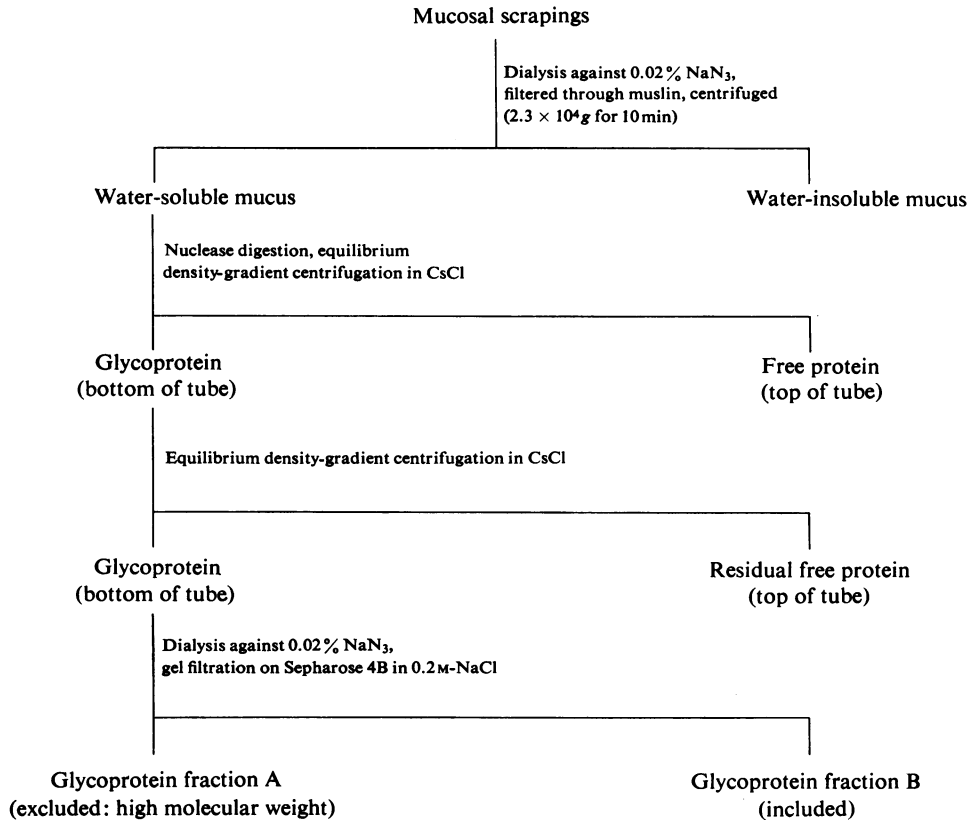 Mucosal scrapings
Dialysis against 0.02% NaN₃,
filtered through muslin, centrifuged
(2.3 × 10⁴g for 10min)
Water-soluble mucus
Water-insoluble mucus
Nuclease digestion, equilibrium
density-gradient centrifugation in CsCl
Glycoprotein
(bottom of tube)
Free protein
(top of tube)
Equilibrium density-gradient centrifugation in CsCl
Glycoprotein
(bottom of tube)
Residual free protein
(top of tube)
Dialysis against 0.02% NaN₃,
gel filtration on Sepharose 4B in 0.2M-NaCl
Glycoprotein fraction A
(excluded: high molecular weight)
Glycoprotein fraction B
(included)